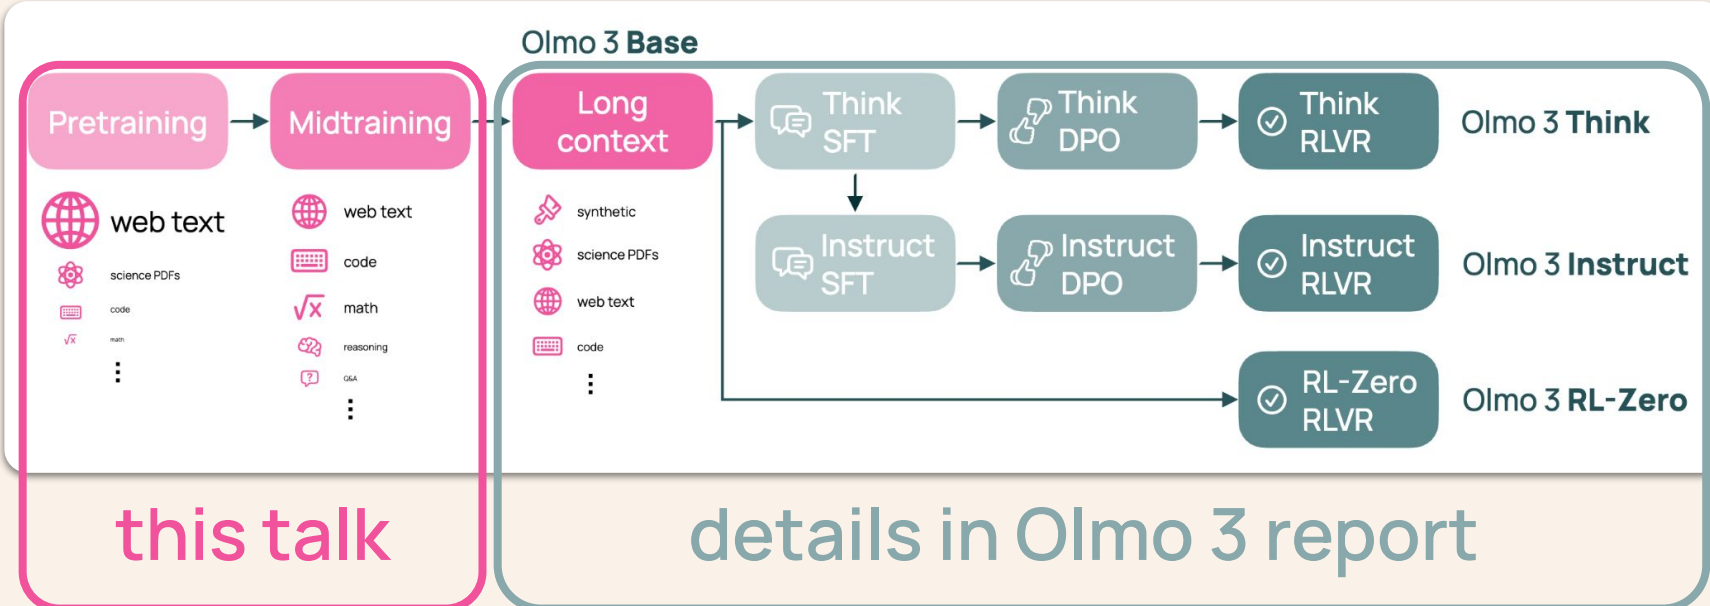 Olmo 3 Base
Pretraining
Midtraining
Long
context
Think
SFT
Think
DPO
Think
RLVR
Olmo 3 Think
web text
science PDFs
code
math
⋮
web text
code
math
reasoning
Q&A
⋮
synthetic
science PDFs
web text
code
⋮
Instruct
SFT
Instruct
DPO
Instruct
RLVR
Olmo 3 Instruct
RL-Zero
RLVR
Olmo 3 RL-Zero
this talk
details in Olmo 3 report